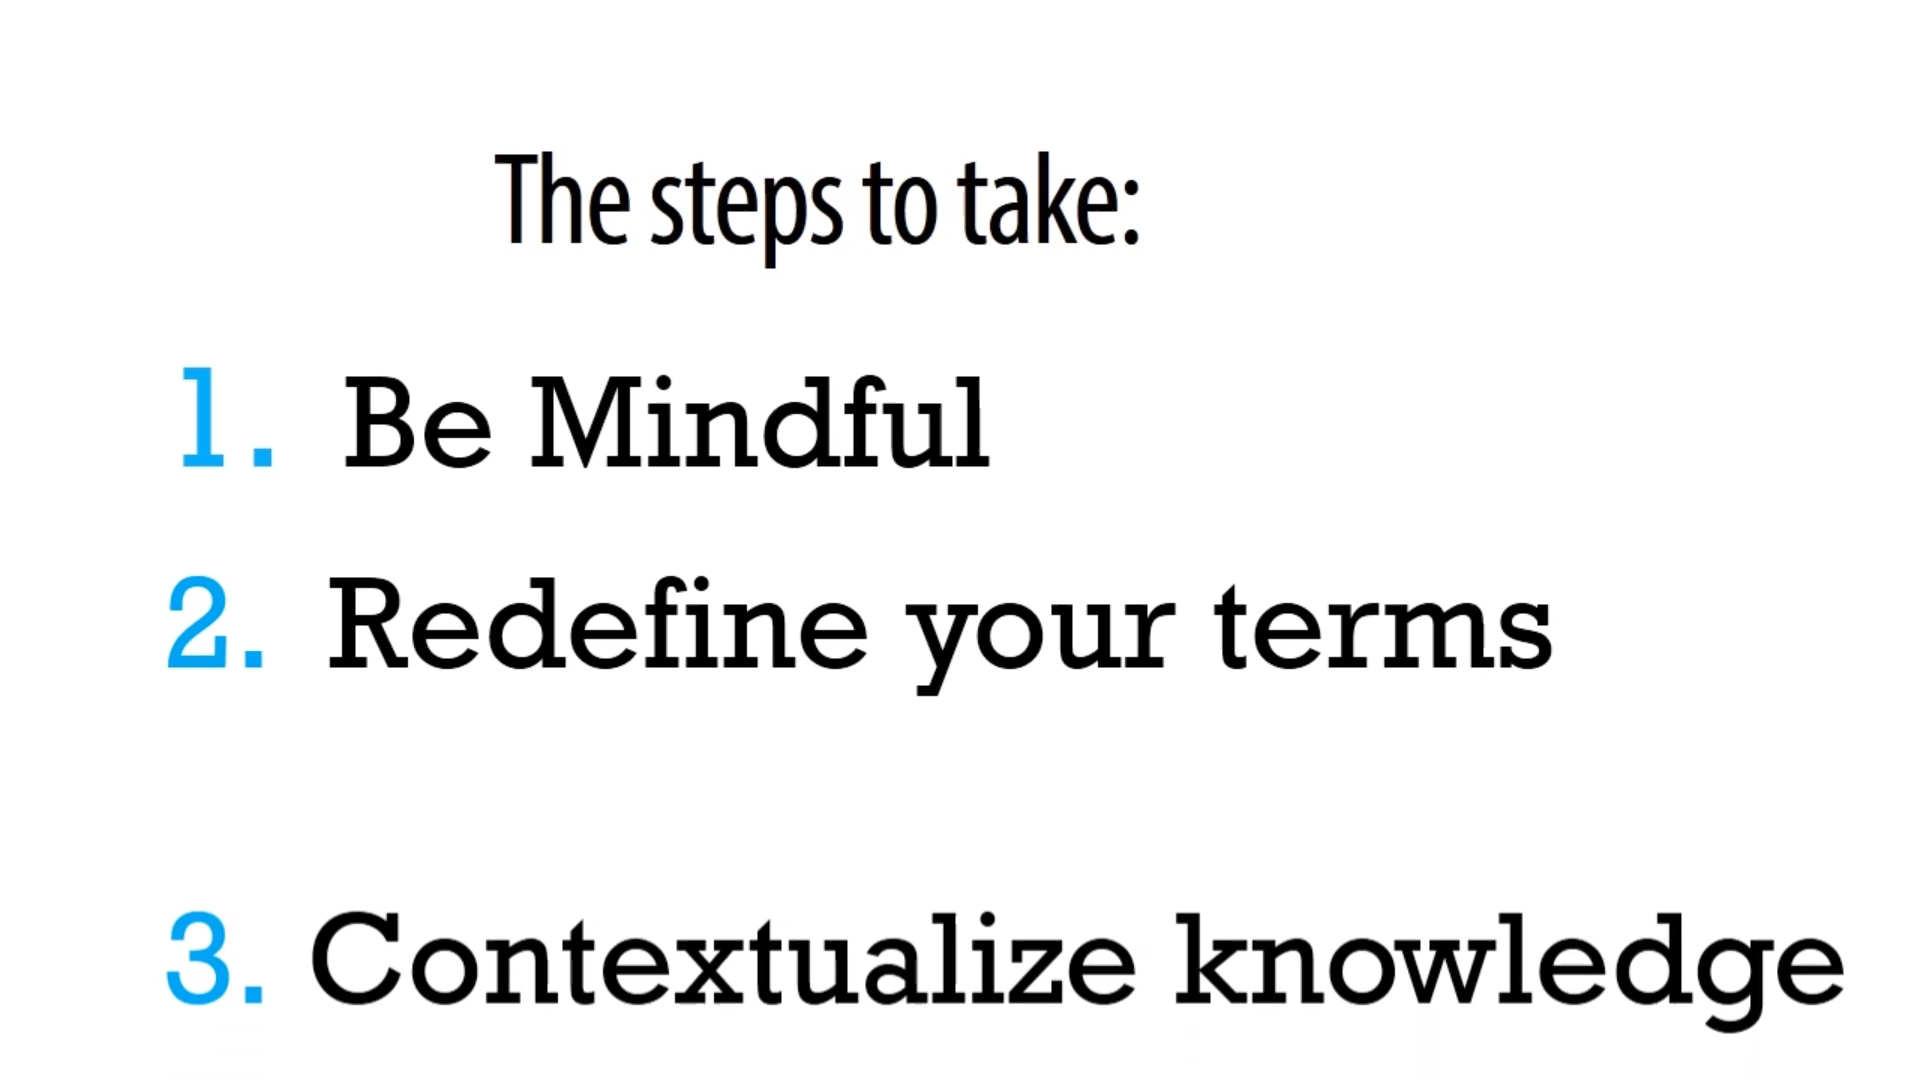 The steps to take:
1. Be Mindful
2. Redefine your terms
3. Contextualize knowledge